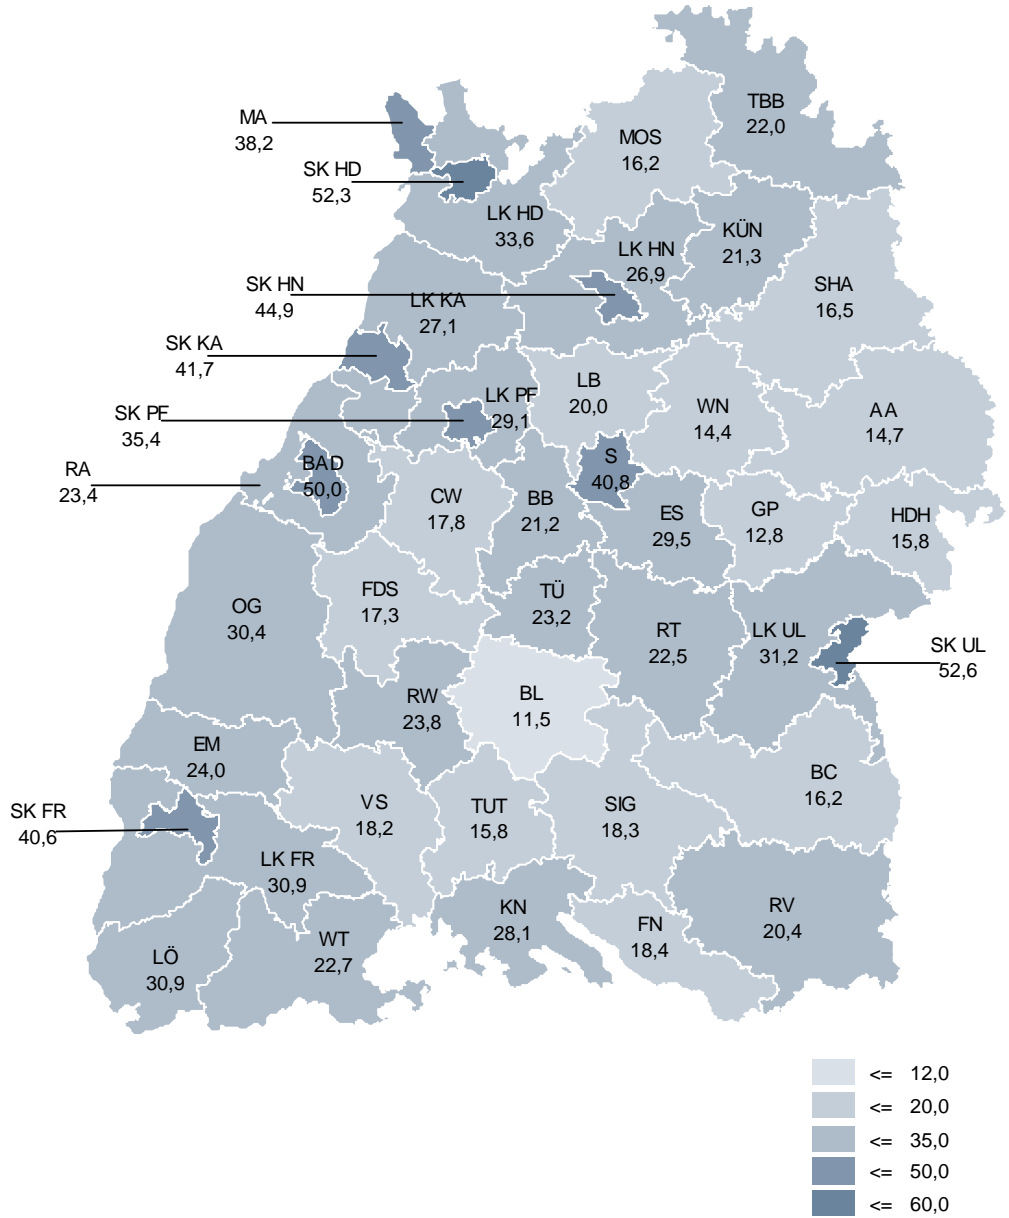 TBB
22,0
MA
38,2
MOS
16,2
SK HD
52,3
LK HD
33,6
KÜN
21,3
LK HN
26,9
SK HN
44,9
LK KA
27,1
SHA
16,5
SK KA
41,7
LB
20,0
LK PF
29,1
WN
14,4
AA
14,7
SK PF
35,4
RA
23,4
BAD
50,0
S
40,8
CW
17,8
BB
21,2
ES
29,5
GP
12,8
HDH
15,8
FDS
17,3
TÜ
23,2
OG
30,4
RT
22,5
LK UL
31,2
SK UL
52,6
RW
23,8
BL
11,5
EM
24,0
BC
16,2
VS
18,2
TUT
15,8
SIG
18,3
SK FR
40,6
LK FR
30,9
KN
28,1
RV
20,4
FN
18,4
WT
22,7
LÖ
30,9
<= 12,0
<= 20,0
<= 35,0
<= 50,0
<= 60,0